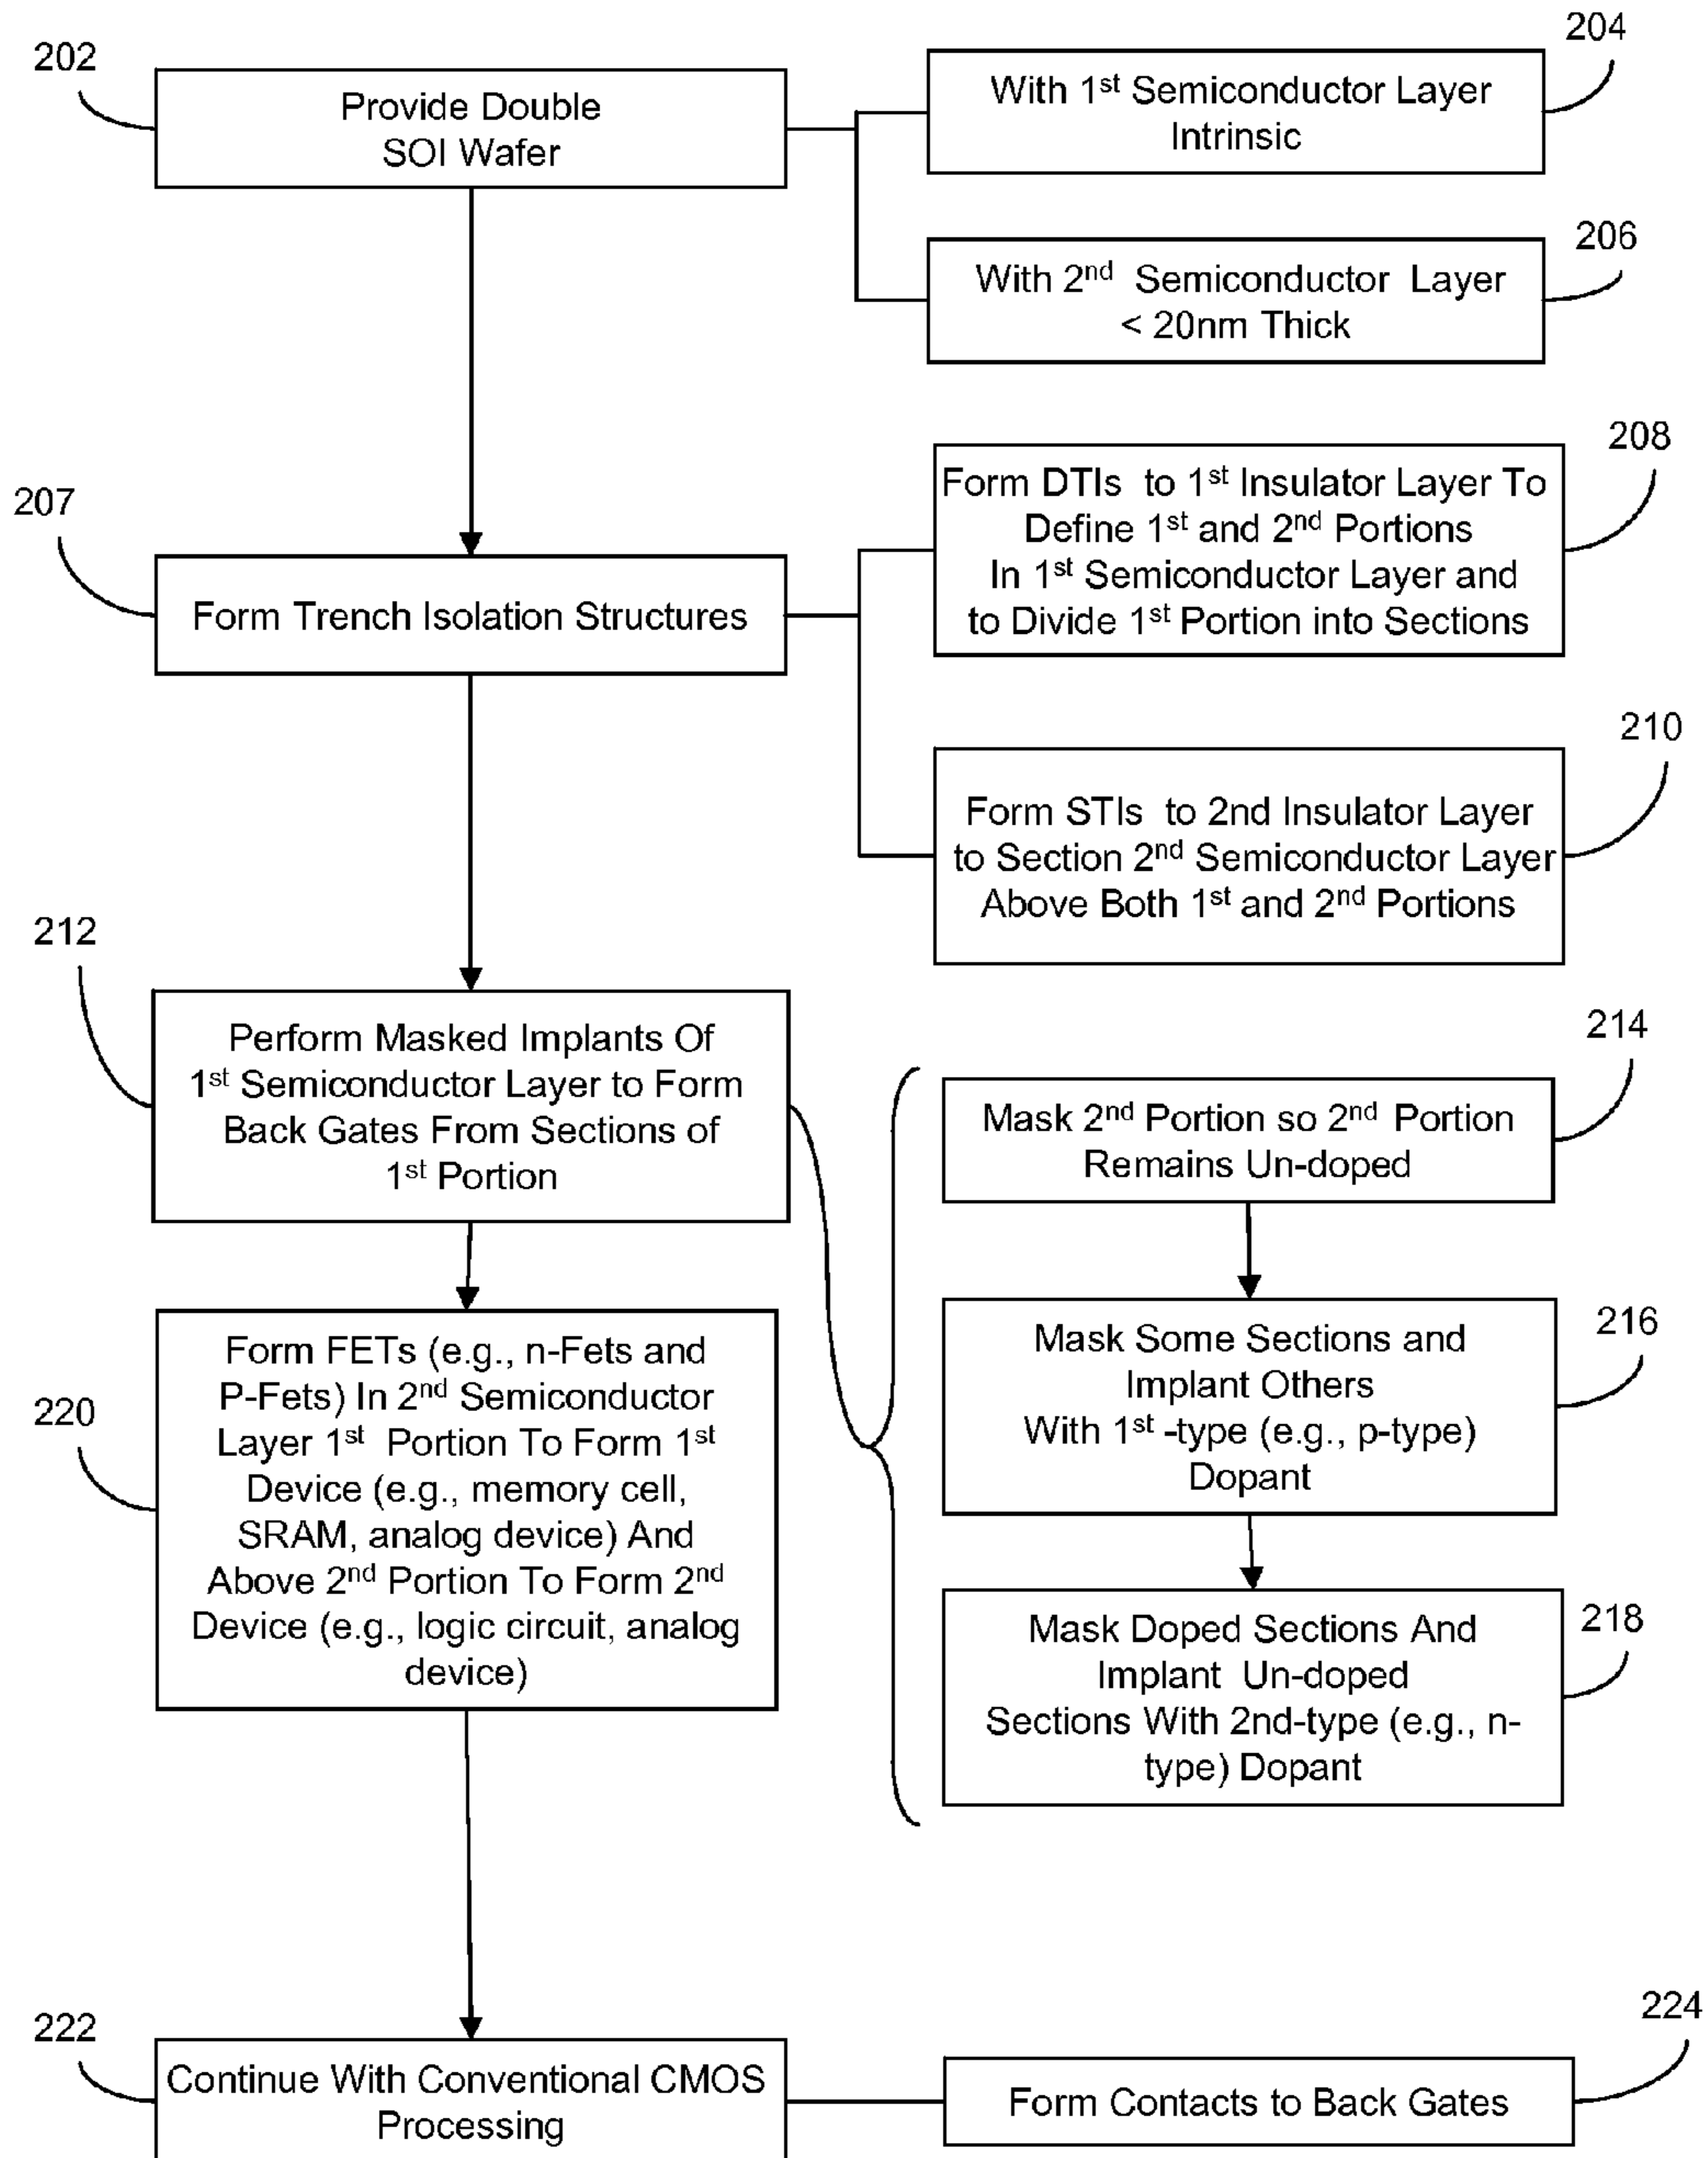 202
Provide Double
SOI Wafer
204
With 1st Semiconductor Layer
Intrinsic
206
With 2nd Semiconductor Layer
< 20nm Thick
207
Form Trench Isolation Structures
208
Form DTIs to 1st Insulator Layer To
Define 1st and 2nd Portions
In 1st Semiconductor Layer and
to Divide 1st Portion into Sections
210
Form STIs to 2nd Insulator Layer
to Section 2nd Semiconductor Layer
Above Both 1st and 2nd Portions
212
Perform Masked Implants Of
1st Semiconductor Layer to Form
Back Gates From Sections of
1st Portion
214
Mask 2nd Portion so 2nd Portion
Remains Un-doped
216
Mask Some Sections and
Implant Others
With 1st -type (e.g., p-type)
Dopant
218
Mask Doped Sections And
Implant Un-doped
Sections With 2nd-type (e.g., n-
type) Dopant
220
Form FETs (e.g., n-Fets and
P-Fets) In 2nd Semiconductor
Layer 1st Portion To Form 1st
Device (e.g., memory cell,
SRAM, analog device) And
Above 2nd Portion To Form 2nd
Device (e.g., logic circuit, analog
device)
222
Continue With Conventional CMOS
Processing
224
Form Contacts to Back Gates